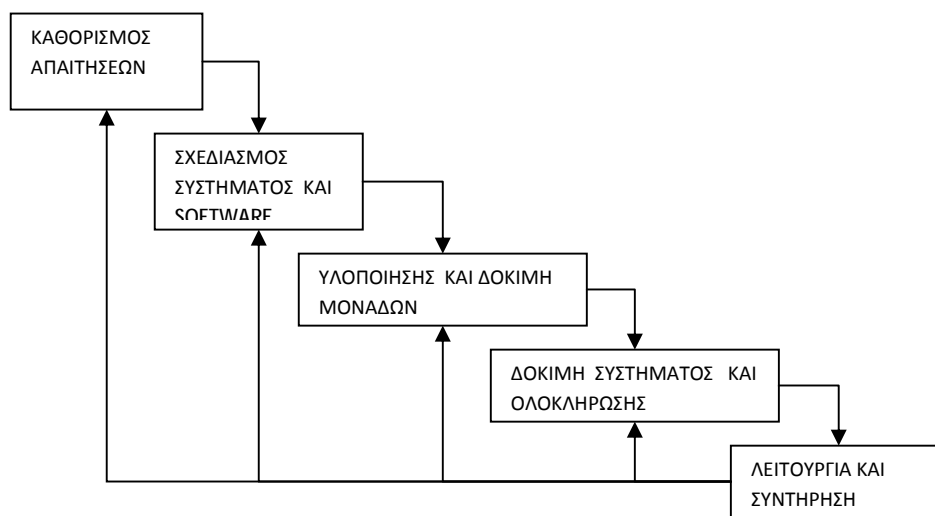 ΚΑΘΟΡΙΣΜΟΣ
ΑΠΑΙΤΗΣΕΩΝ
ΣΧΕΔΙΑΣΜΟΣ
ΣΥΣΤΗΜΑΤΟΣ ΚΑΙ
SOFTWARE
ΥΛΟΠΟΙΗΣΗΣ ΚΑΙ ΔΟΚΙΜΗ
ΜΟΝΑΔΩΝ
ΔΟΚΙΜΗ ΣΥΣΤΗΜΑΤΟΣ ΚΑΙ
ΟΛΟΚΛΗΡΩΣΗΣ
ΛΕΙΤΟΥΡΓΙΑ ΚΑΙ
ΣΥΝΤΗΡΗΣΗ